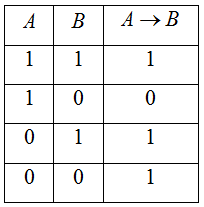 A B A → B
1 1 1
1 0 0
0 1 1
0 0 1